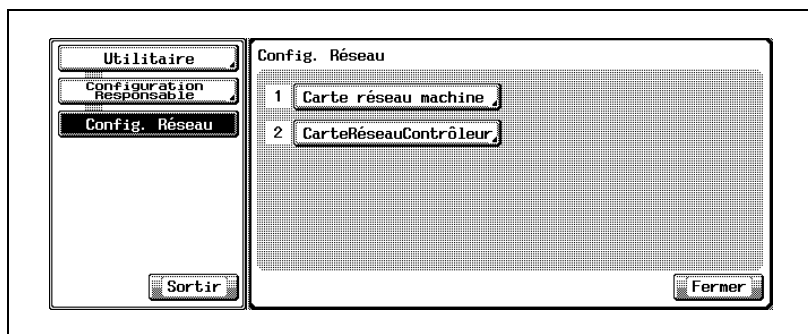 Utilitaire
Configuration
Responsable
Config. Réseau
Sortir
Config. Réseau
1 Carte réseau machine
2 CarteRéseauContrôleur
Fermer